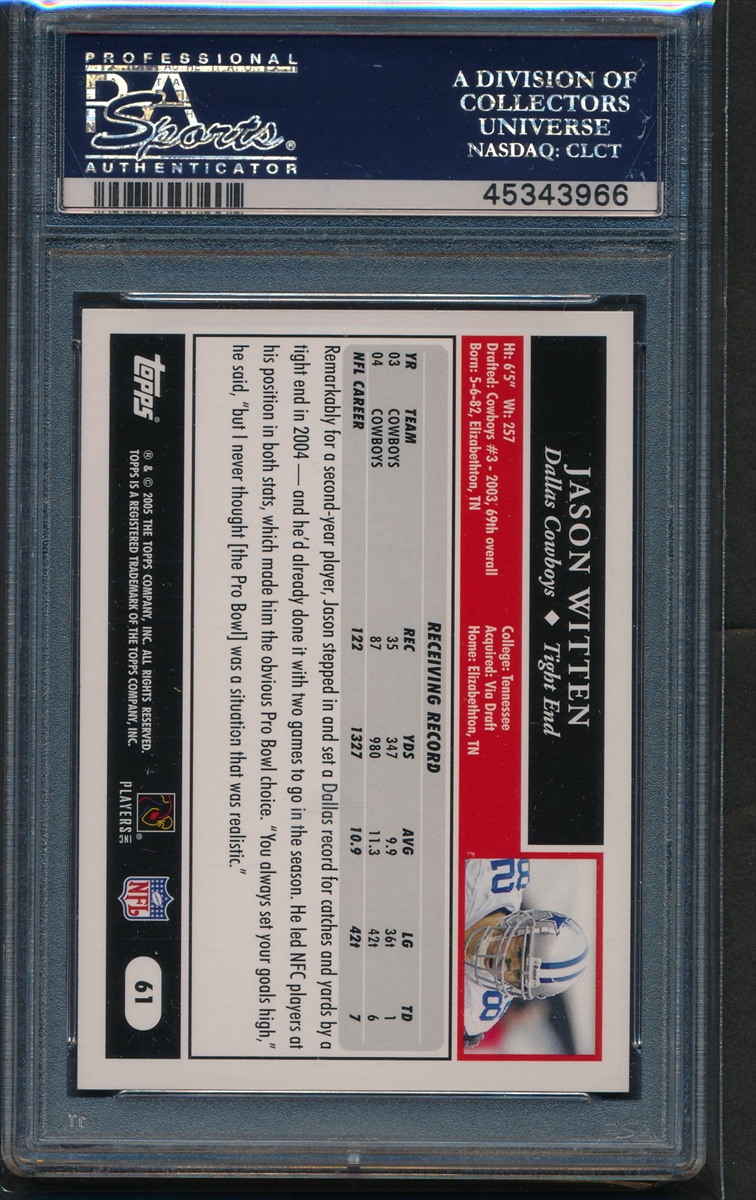 PROFESSIONAL
PSA
Sports®
AUTHENTICATOR
A DIVISION OF
COLLECTORS
UNIVERSE
NASDAQ: CLCT
45343966
JASON WITTEN
Dallas Cowboys ◆ Tight End
Ht: 6'5" Wt: 257 College: Tennessee
Drafted: Cowboys #3 - 2003, 69th overall Acquired: Via Draft
Born: 5-6-82, Elizabethton, TN Home: Elizabethton, TN
82
8
RECEIVING RECORD
YR TEAM REC YDS AVG LG TD
03 COWBOYS 35 347 9.9 36t 1
04 COWBOYS 87 980 11.3 42t 6
NFL CAREER 122 1327 10.9 42t 7
Remarkably for a second-year player, Jason stepped in and set a Dallas record for catches and yards by a
tight end in 2004 — and he'd already done it with two games to go in the season. He led NFC players at
his position in both stats, which made him the obvious Pro Bowl choice. "You always set your goals high,"
he said, "but I never thought [the Pro Bowl] was a situation that was realistic."
topps®
® & © 2005 THE TOPPS COMPANY, INC. ALL RIGHTS RESERVED.
TOPPS IS A REGISTERED TRADEMARK OF THE TOPPS COMPANY, INC.
PLAYERS INC
NFL
61